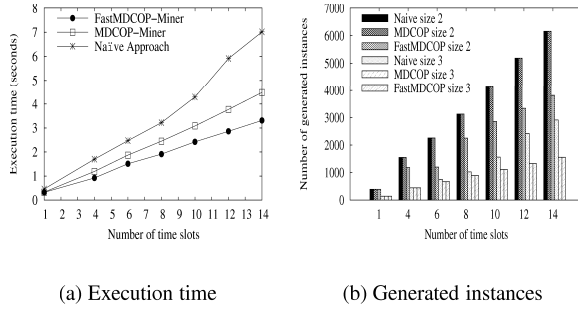 Execution time (seconds)
8
7
6
5
4
3
2
1
0
FastMDCOP-Miner
MDCOP-Miner
Naïve Approach
1 2 3 4 5 6 7 8 9 10 11 12 13 14
Number of time slots
(a) Execution time
Number of generated instances
7000
6000
5000
4000
3000
2000
1000
0
Naive size 2
MDCOP size 2
FastMDCOP size 2
Naive size 3
MDCOP size 3
FastMDCOP size 3
1 4 6 8 10 12 14
Number of time slots
(b) Generated instances